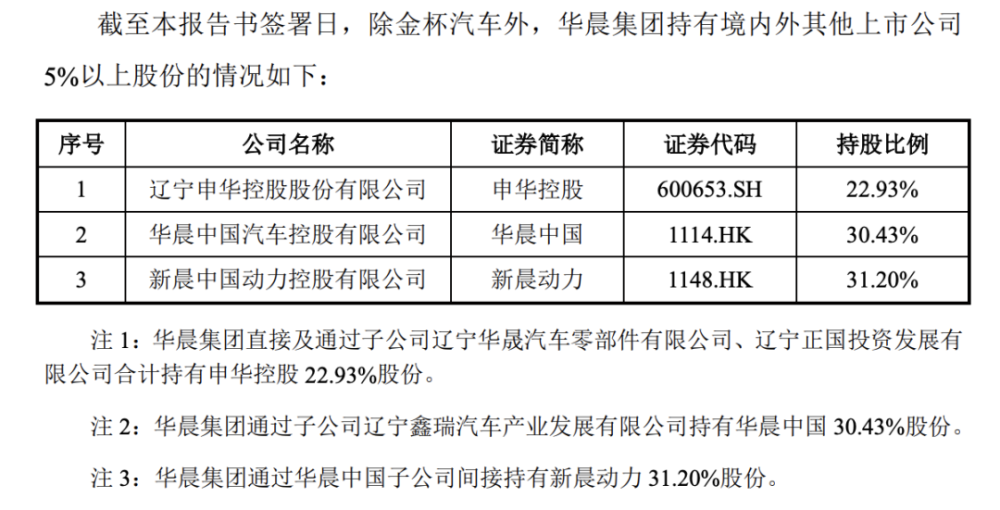 截至本报告书签署日，除金杯汽车外，华晨集团持有境内外其他上市公司
5%以上股份的情况如下：
序号 公司名称 证券简称 证券代码 持股比例
1 辽宁申华控股股份有限公司 申华控股 600653.SH 22.93%
2 华晨中国汽车控股有限公司 华晨中国 1114.HK 30.43%
3 新晨中国动力控股有限公司 新晨动力 1148.HK 31.20%
注 1：华晨集团直接及通过子公司辽宁华晟汽车零部件有限公司、辽宁正国投资发展有
限公司合计持有申华控股 22.93%股份。
注 2：华晨集团通过子公司辽宁鑫瑞汽车产业发展有限公司持有华晨中国 30.43%股份。
注 3：华晨集团通过华晨中国子公司间接持有新晨动力 31.20%股份。